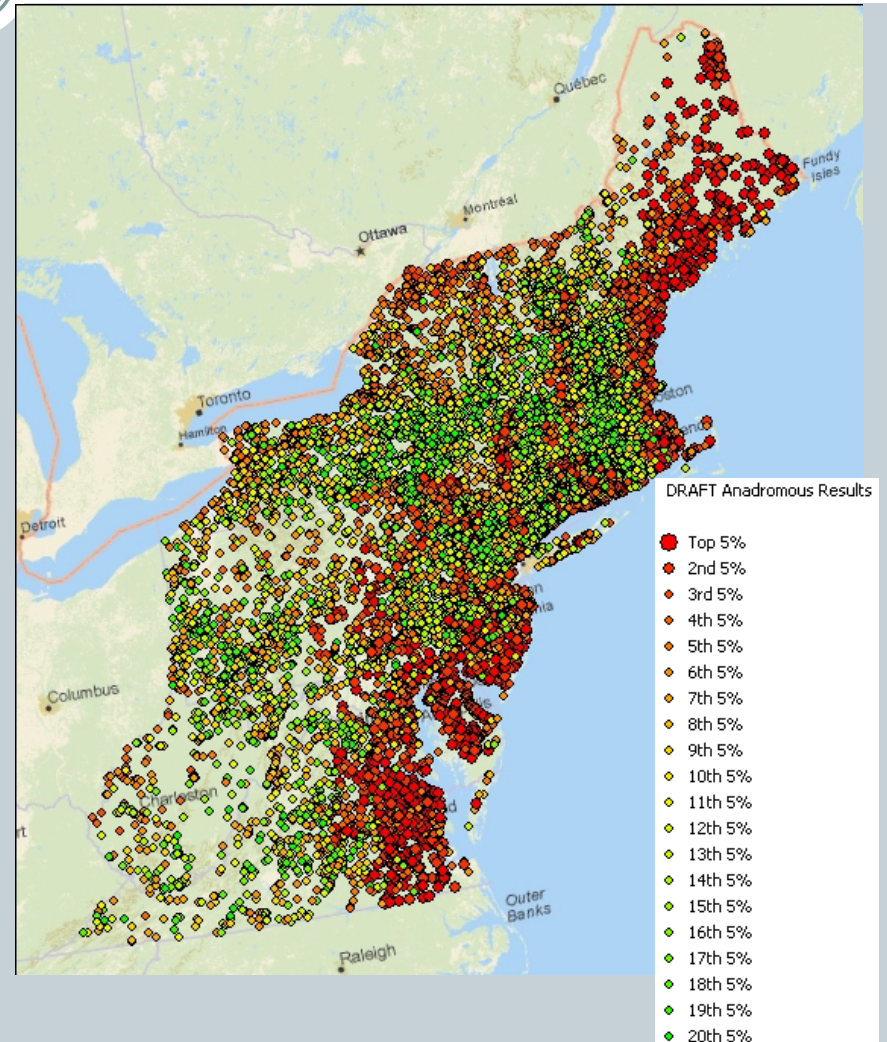 Québec
Fundy
Isles
Montréal
Ottawa
Toronto
Hamilton
Detroit
Columbus
Charleston
Outer
Banks
Raleigh
DRAFT Anadromous Results
Top 5%
2nd 5%
3rd 5%
4th 5%
5th 5%
6th 5%
7th 5%
8th 5%
9th 5%
10th 5%
11th 5%
12th 5%
13th 5%
14th 5%
15th 5%
16th 5%
17th 5%
18th 5%
19th 5%
20th 5%